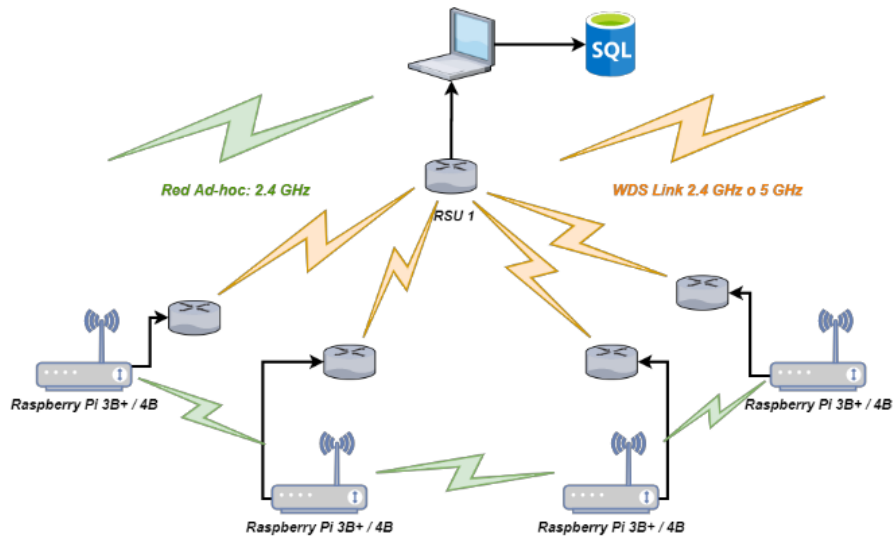 SQL
Red Ad-hoc: 2.4 GHz
WDS Link 2.4 GHz o 5 GHz
RSU 1
Raspberry Pi 3B+ / 4B
Raspberry Pi 3B+ / 4B
Raspberry Pi 3B+ / 4B
Raspberry Pi 3B+ / 4B